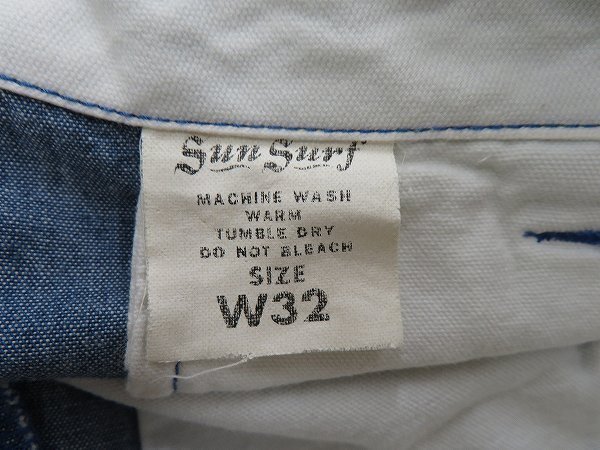 Sun Surf
MACHINE WASH
WARM
TUMBLE DRY
DO NOT BLEACH
SIZE
W32